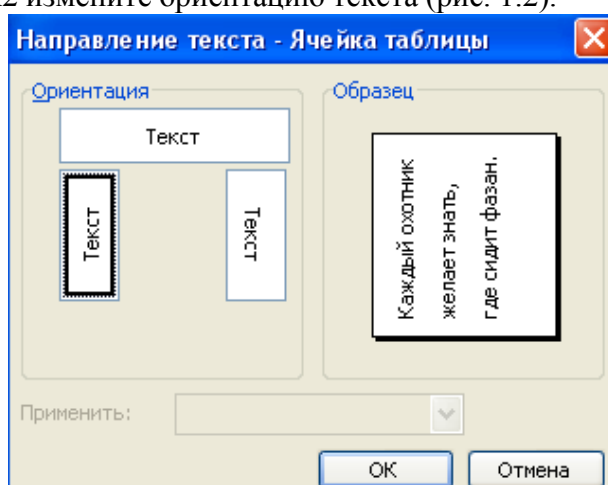 2 измените ориентацию текста (рис. 1.2).
Направление текста - Ячейка таблицы
Ориентация
Текст
Текст
Текст
Образец
Каждый охотник
желает знать,
где сидит фазан.
Применить:
ОК
Отмена